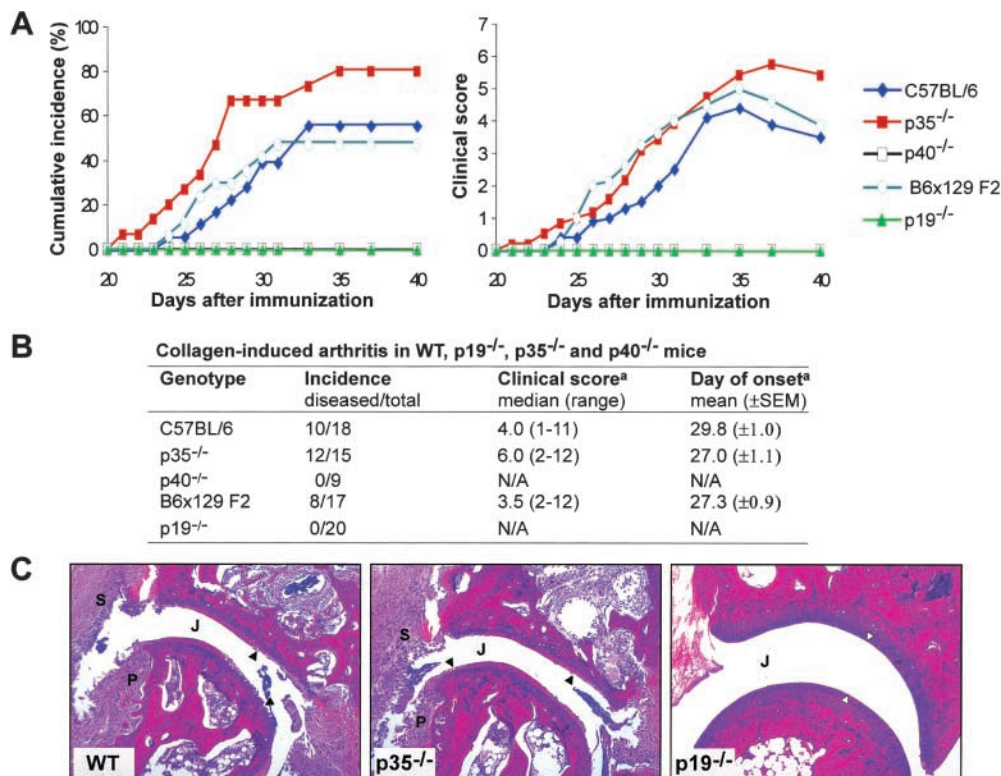 A
Cumulative incidence (%)
100
80
60
40
20
0
20 25 30 35 40
Days after immunization
Clinical score
7
6
5
4
3
2
1
0
20 25 30 35 40
Days after immunization
C57BL/6
p35-/-
p40-/-
B6x129 F2
p19-/-
B
Collagen-induced arthritis in WT, p19-/-, p35-/- and p40-/- mice
Genotype Incidence Clinical scorea Day of onseta
diseased/total median (range) mean (±SEM)
C57BL/6 10/18 4.0 (1-11) 29.8 (±1.0)
p35-/- 12/15 6.0 (2-12) 27.0 (±1.1)
p40-/- 0/9 N/A N/A
B6x129 F2 8/17 3.5 (2-12) 27.3 (±0.9)
p19-/- 0/20 N/A N/A
C
S
J
P
WT
S
J
P
p35-/-
J
p19-/-